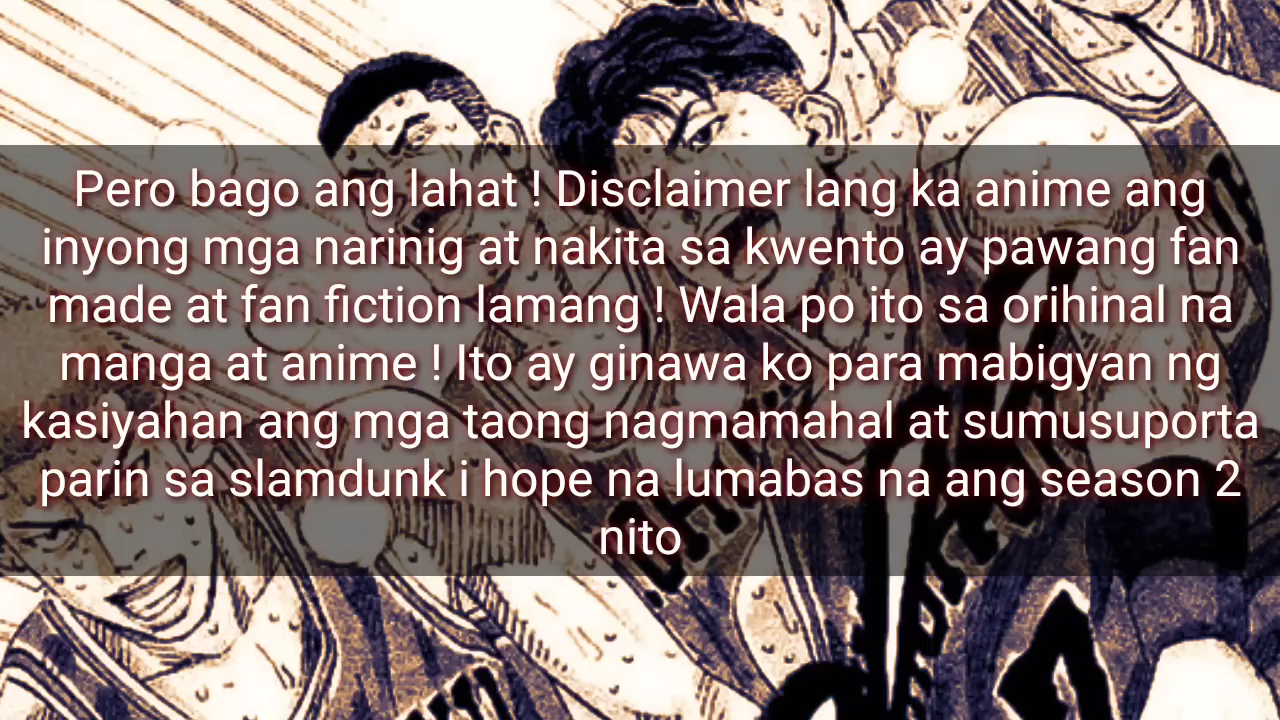 Pero bago ang lahat ! Disclaimer lang ka anime ang
inyong mga narinig at nakita sa kwento ay pawang fan
made at fan fiction lamang ! Wala po ito sa orihinal na
manga at anime ! Ito ay ginawa ko para mabigyan ng
kasiyahan ang mga taong nagmamahal at sumusuporta
parin sa slamdunk i hope na lumabas na ang season 2
nito